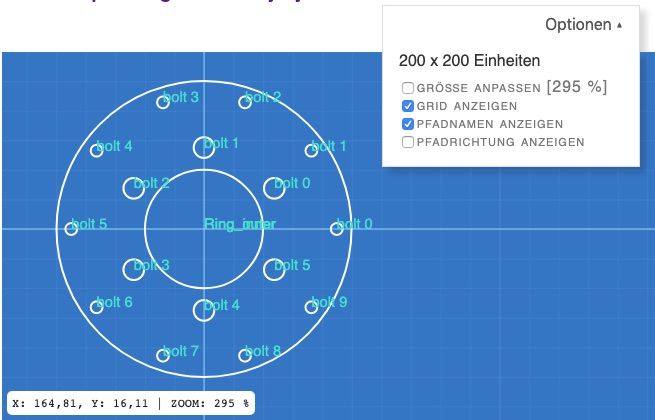 Optionen ▴
200 x 200 Einheiten
GRÖSSE ANPASSEN [295 %]
GRID ANZEIGEN
PFADNAMEN ANZEIGEN
PFADRICHTUNG ANZEIGEN
bolt 3
bolt 2
bolt 4
bolt 1
bolt 1
bolt 2
bolt 0
bolt 5
bolt 0
bolt 3
bolt 5
bolt 6
bolt 4
bolt 9
bolt 7
bolt 8
X: 164,81, Y: 16,11 | ZOOM: 295 %